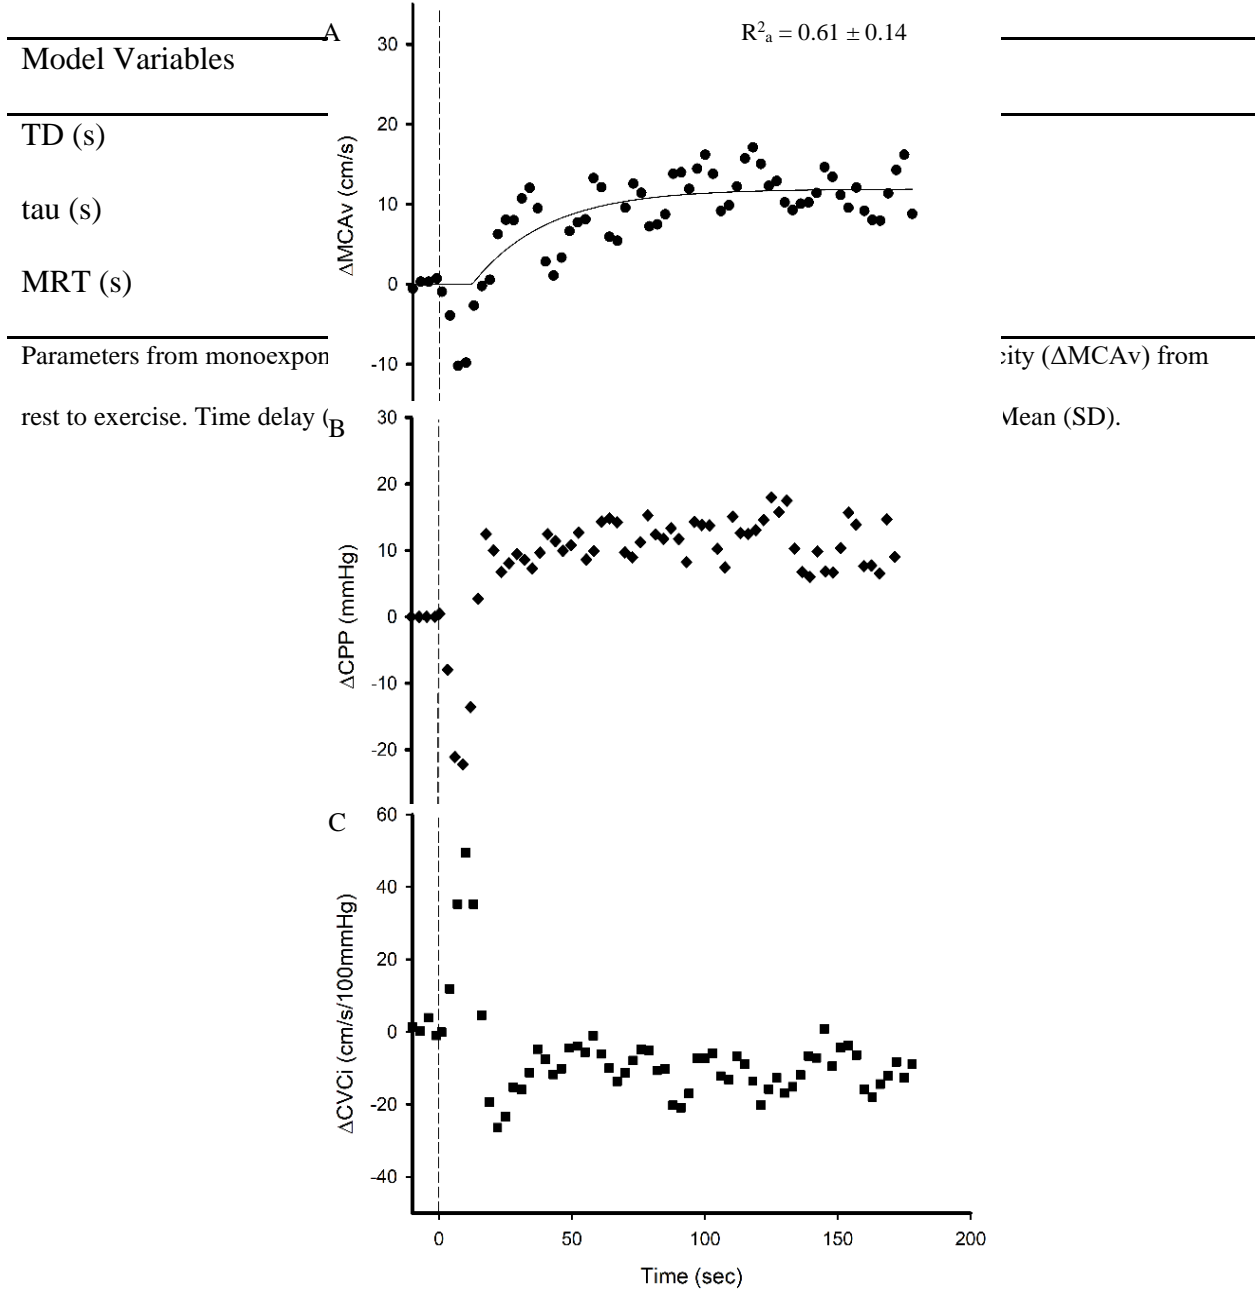 A
R²ₐ = 0.61 ± 0.14
Model Variables
TD (s)
tau (s)
MRT (s)
Parameters from monoexpon
city (ΔMCAv) from
rest to exercise. Time delay (
Mean (SD).
30
20
10
0
-10
ΔMCAv (cm/s)
B
30
20
10
0
-10
-20
ΔCPP (mmHg)
C
60
40
20
0
-20
-40
ΔCVCi (cm/s/100mmHg)
0 50 100 150 200
Time (sec)